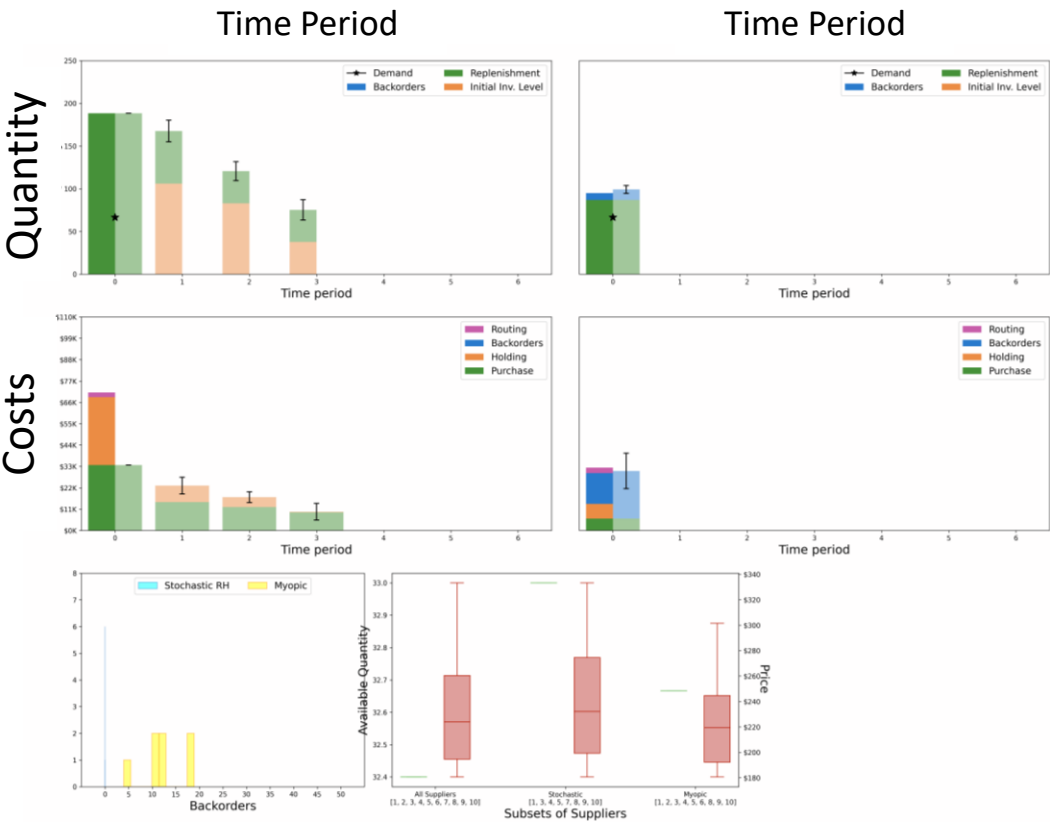 Time Period Time Period
Quantity
250
200
150
100
50
0
Demand Replenishment
Backorders Initial Inv. Level
0 1 2 3 4 5 6
Time period
Demand Replenishment
Backorders Initial Inv. Level
0 1 2 3 4 5 6
Time period
Costs
$110K
$99K
$88K
$77K
$66K
$55K
$44K
$33K
$22K
$11K
$0K
Routing
Backorders
Holding
Purchase
0 1 2 3 4 5 6
Time period
Routing
Backorders
Holding
Purchase
0 1 2 3 4 5 6
Time period
8
7
6
5
4
3
2
1
0
Stochastic RH Myopic
0 5 10 15 20 25 30 35 40 45 50
Backorders
Available Quantity
33.0
32.9
32.8
32.7
32.6
32.5
32.4
$340
$320
$300
$280
$260
$240
$220
$200
$180
Price
All Suppliers Stochastic Myopic
[1, 2, 3, 4, 5, 6, 7, 8, 9, 10] [1, 3, 4, 5, 7, 8, 9, 10] [1, 2, 3, 4, 5, 6, 8, 9, 10]
Subsets of Suppliers